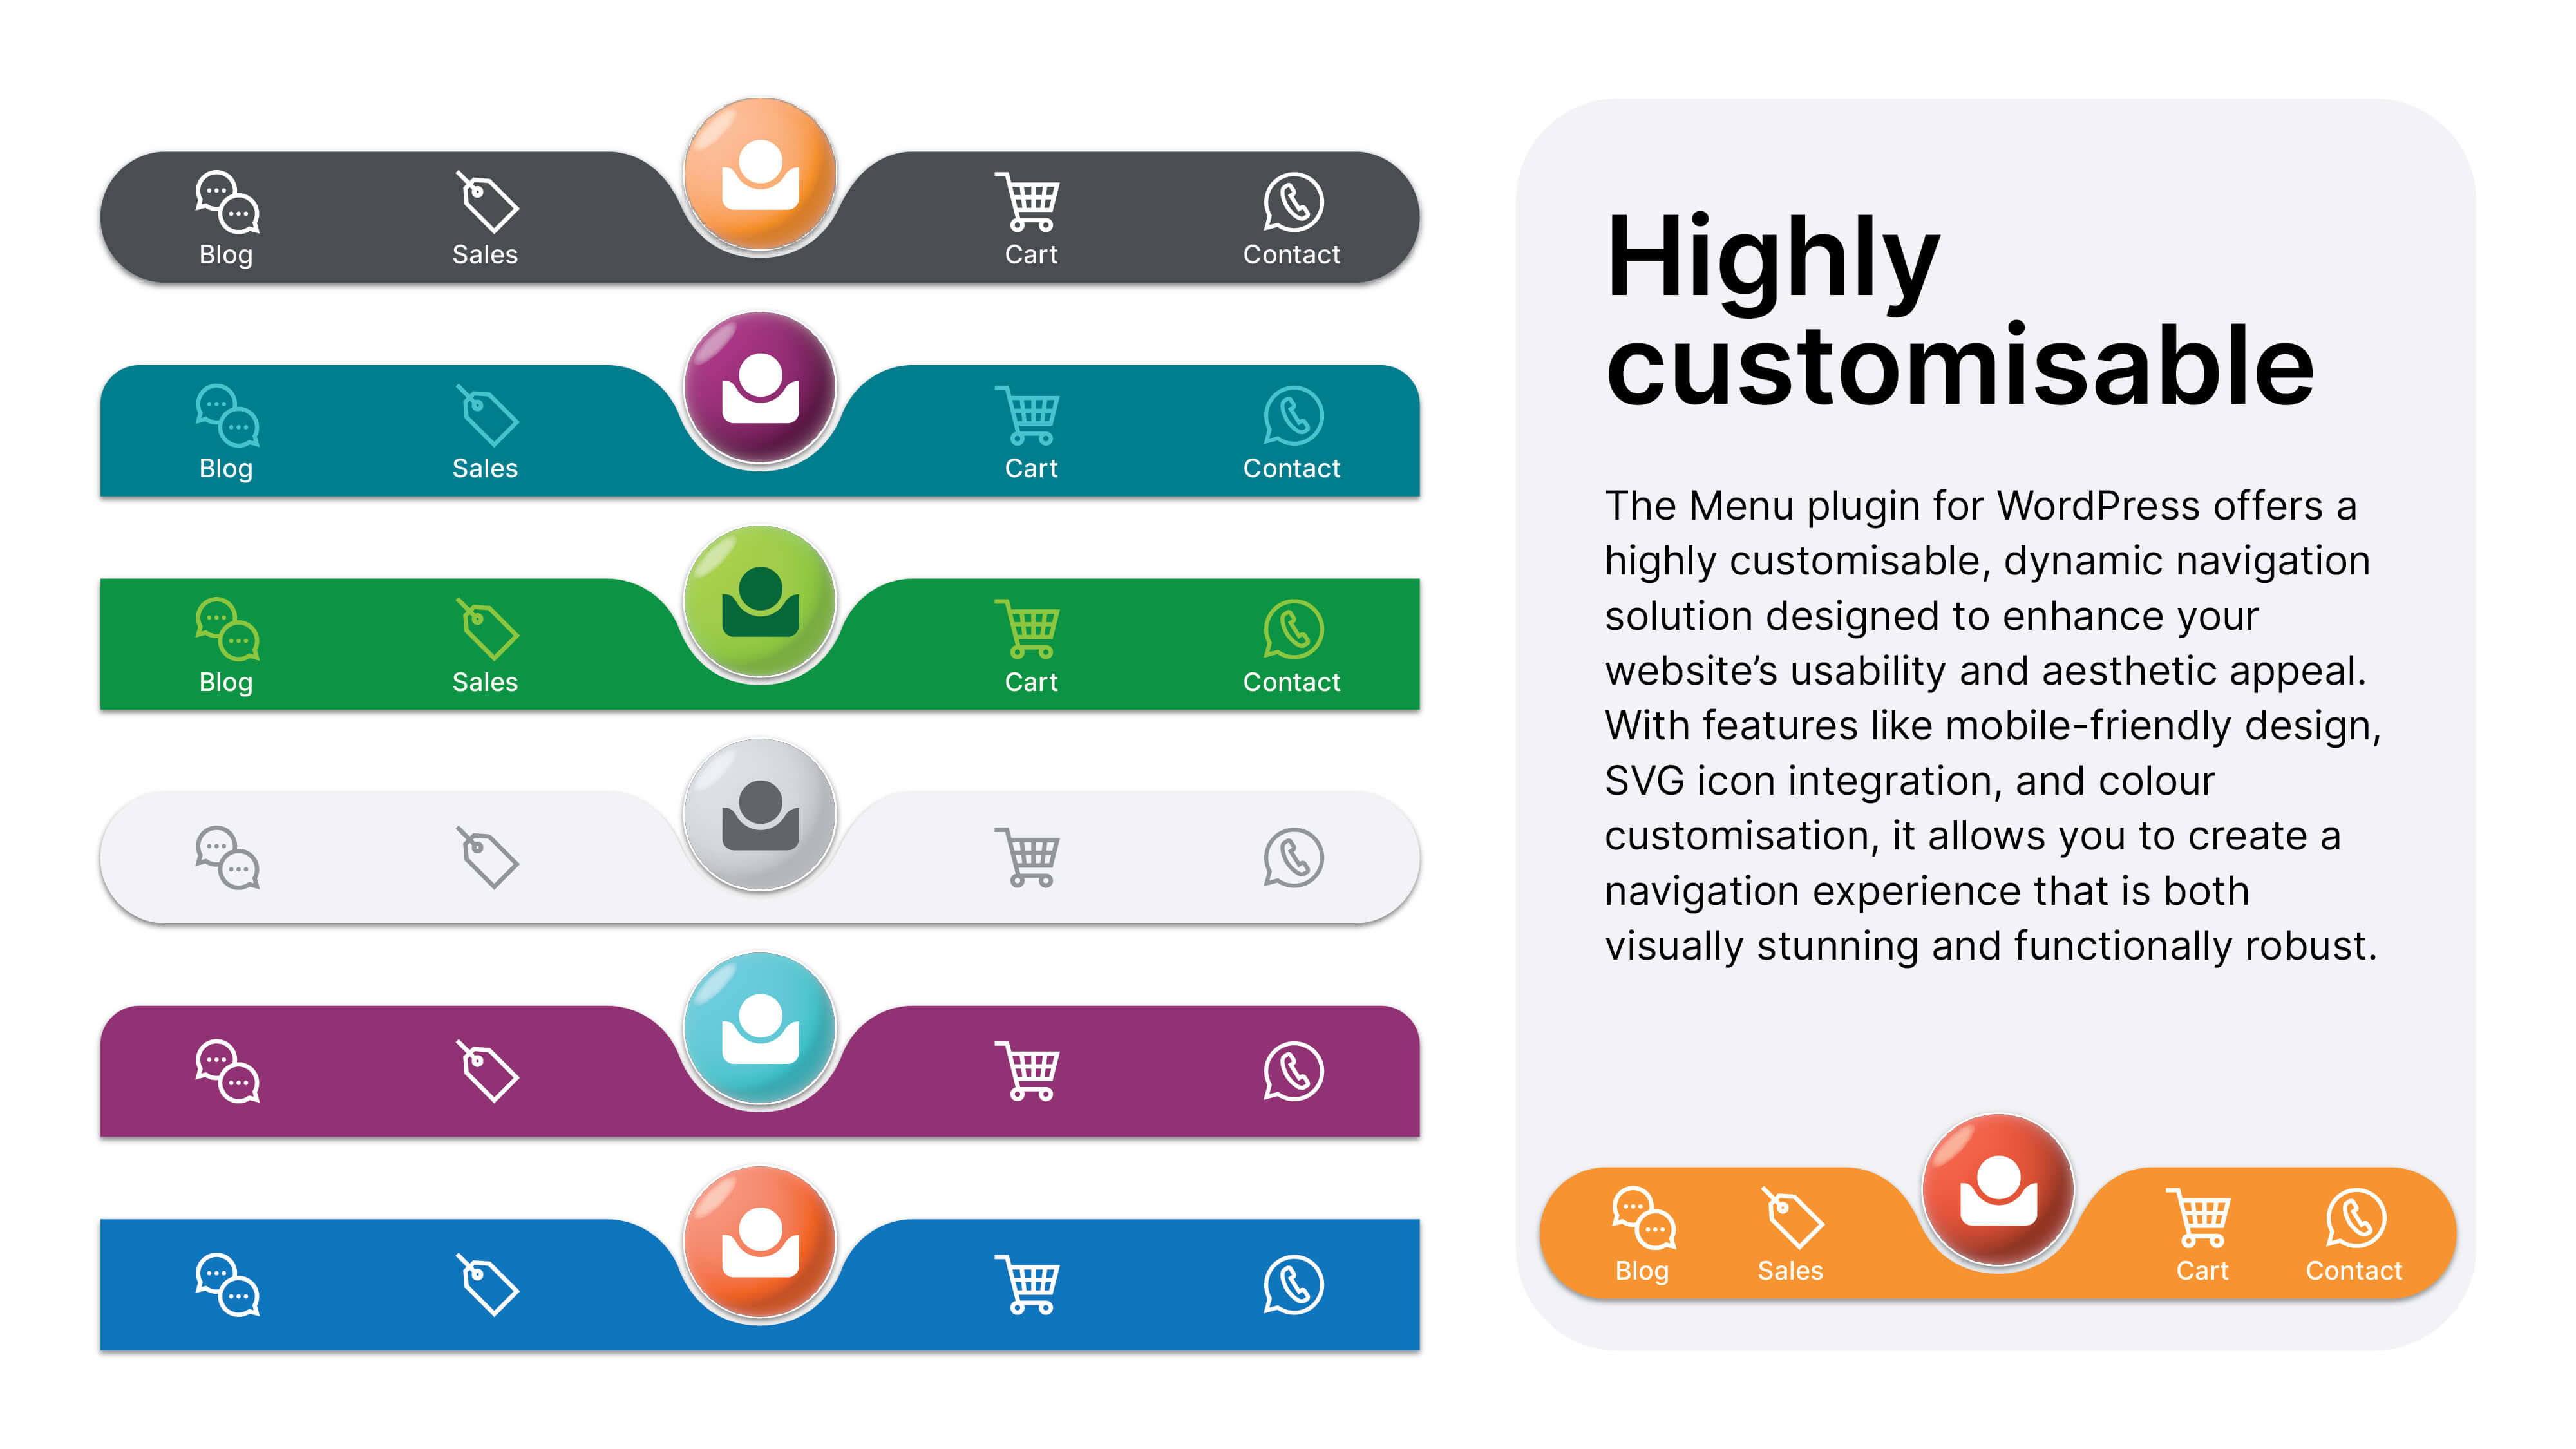 Blog Sales Cart Contact
Blog Sales Cart Contact
Blog Sales Cart Contact
Highly
customisable
The Menu plugin for WordPress offers a
highly customisable, dynamic navigation
solution designed to enhance your
website’s usability and aesthetic appeal.
With features like mobile-friendly design,
SVG icon integration, and colour
customisation, it allows you to create a
navigation experience that is both
visually stunning and functionally robust.
Blog Sales Cart Contact